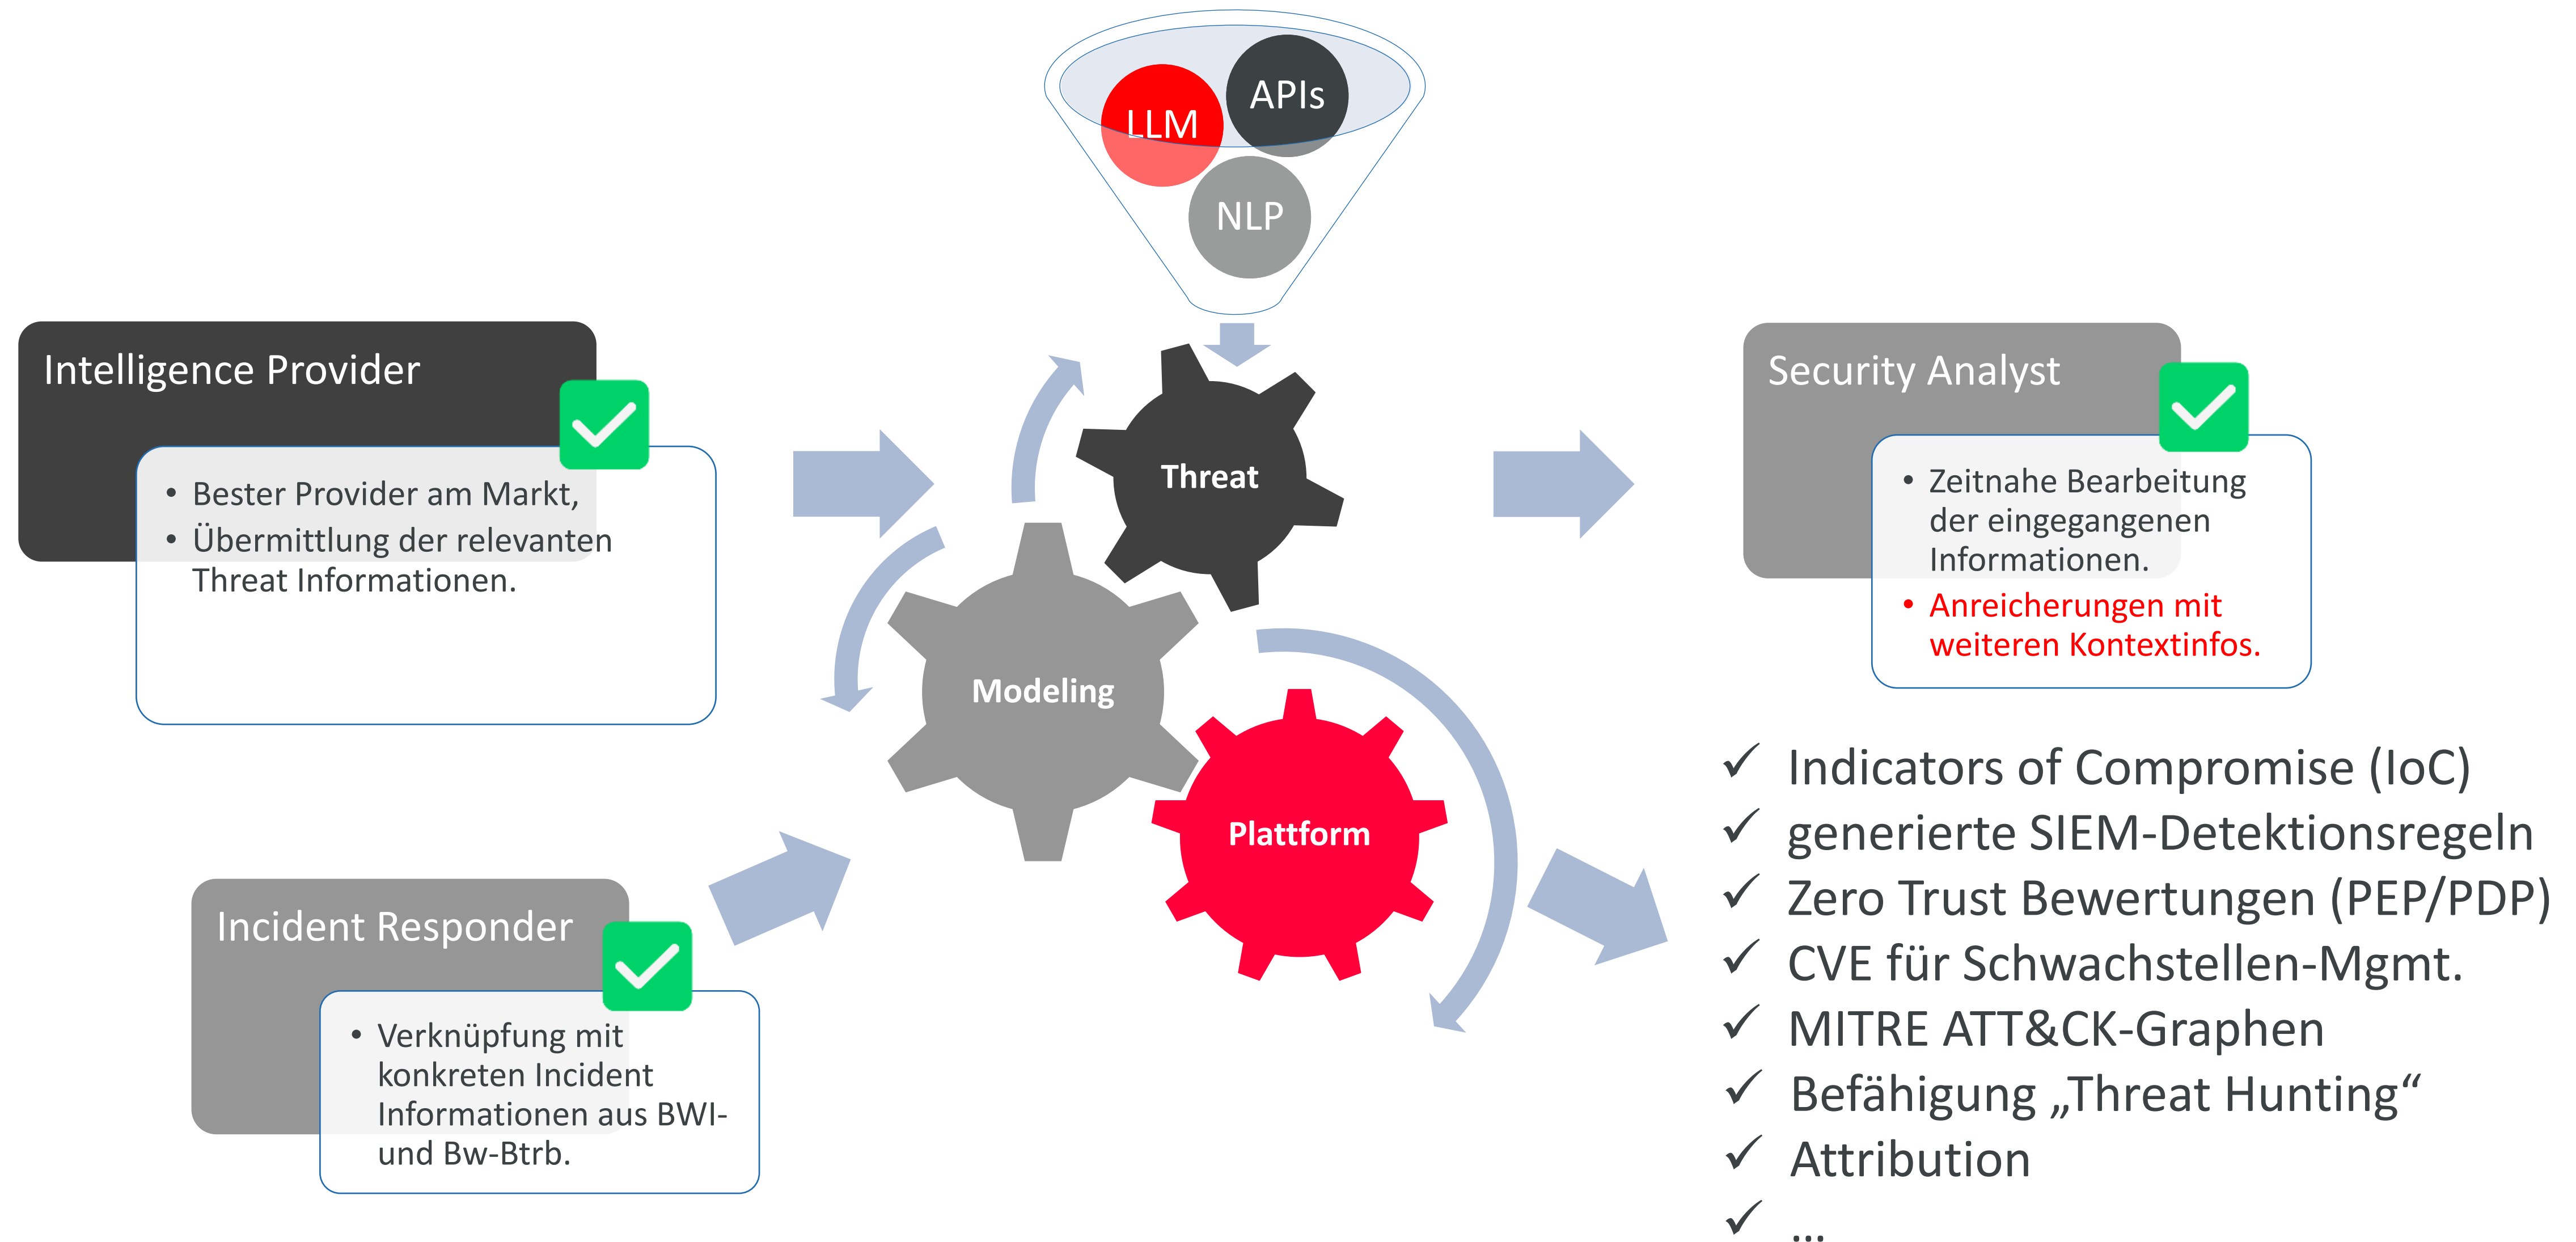 LLM
APIs
NLP
Intelligence Provider
• Bester Provider am Markt,
• Übermittlung der relevanten
Threat Informationen.
Incident Responder
• Verknüpfung mit
konkreten Incident
Informationen aus BWI-
und Bw-Btrb.
Threat
Modeling
Plattform
Security Analyst
• Zeitnahe Bearbeitung
der eingegangenen
Informationen.
• Anreicherungen mit
weiteren Kontextinfos.
✓ Indicators of Compromise (IoC)
✓ generierte SIEM-Detektionsregeln
✓ Zero Trust Bewertungen (PEP/PDP)
✓ CVE für Schwachstellen-Mgmt.
✓ MITRE ATT&CK-Graphen
✓ Befähigung „Threat Hunting“
✓ Attribution
✓ ...